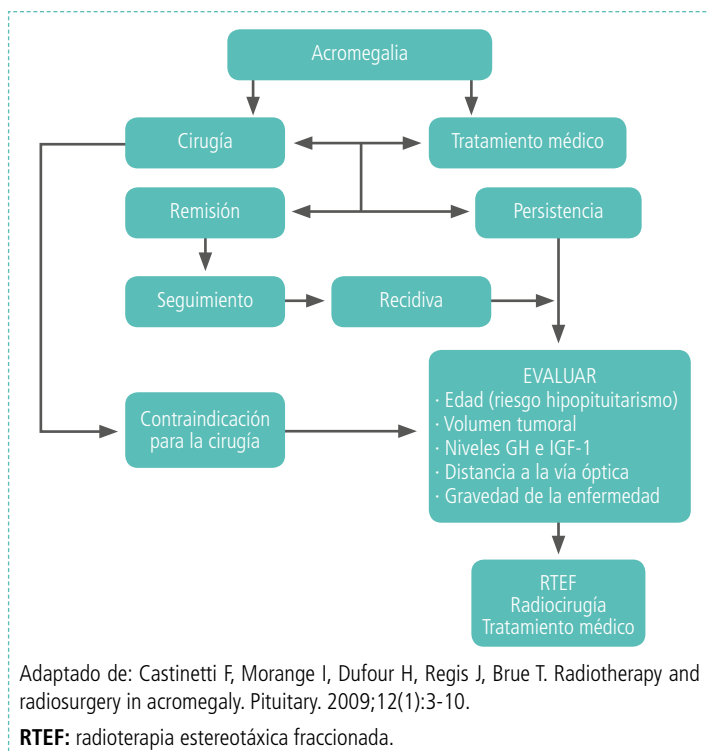 Acromegalia
Cirugía
Tratamiento médico
Remisión
Persistencia
Seguimiento
Recidiva
Contraindicación
para la cirugía
EVALUAR
· Edad (riesgo hipopituitarismo)
· Volumen tumoral
· Niveles GH e IGF-1
· Distancia a la vía óptica
· Gravedad de la enfermedad
RTEF
Radiocirugía
Tratamiento médico
Adaptado de: Castinetti F, Morange I, Dufour H, Regis J, Brue T. Radiotherapy and
radiosurgery in acromegaly. Pituitary. 2009;12(1):3-10.
RTEF: radioterapia estereotáxica fraccionada.